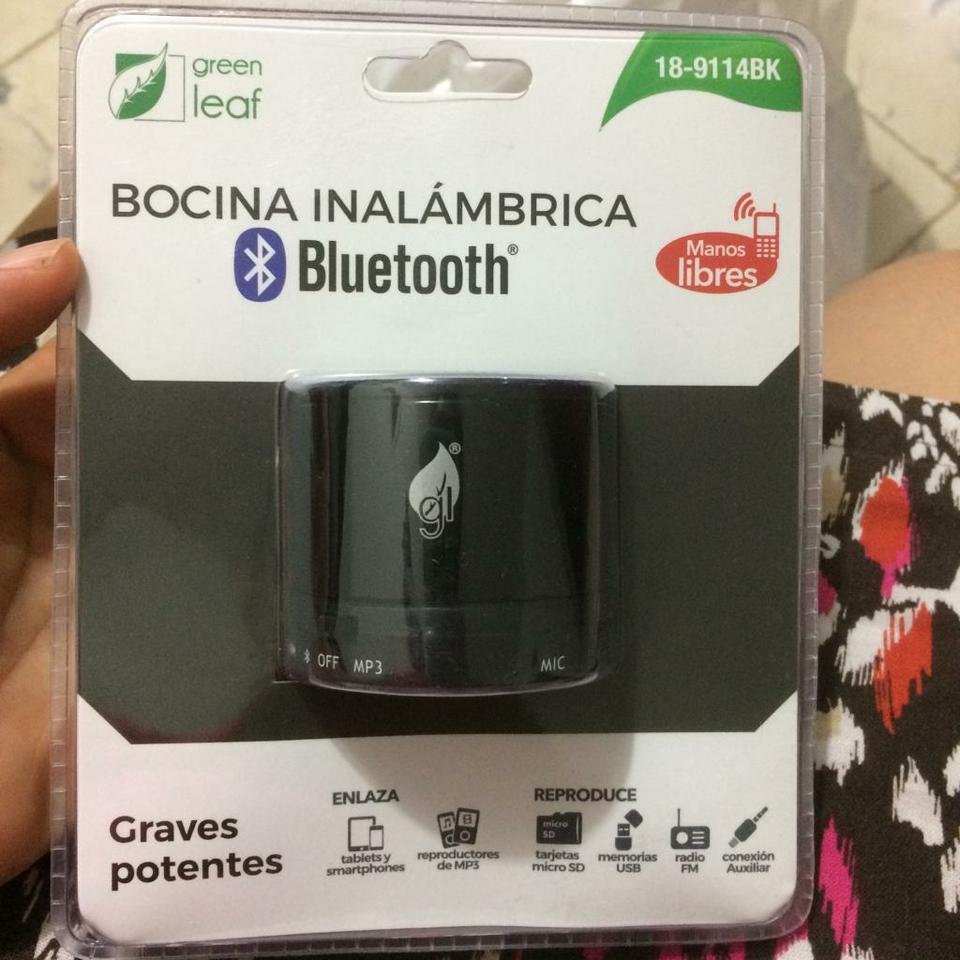 green
leaf
18-9114BK
BOCINA INALÁMBRICA
Bluetooth®
Manos
libres
®
gl
OFF MP3 MIC
Graves
potentes
ENLAZA
tablets y
smartphones
reproductores
de MP3
REPRODUCE
micro
SD
tarjetas
micro SD
memorias
USB
radio
FM
conexión
Auxiliar